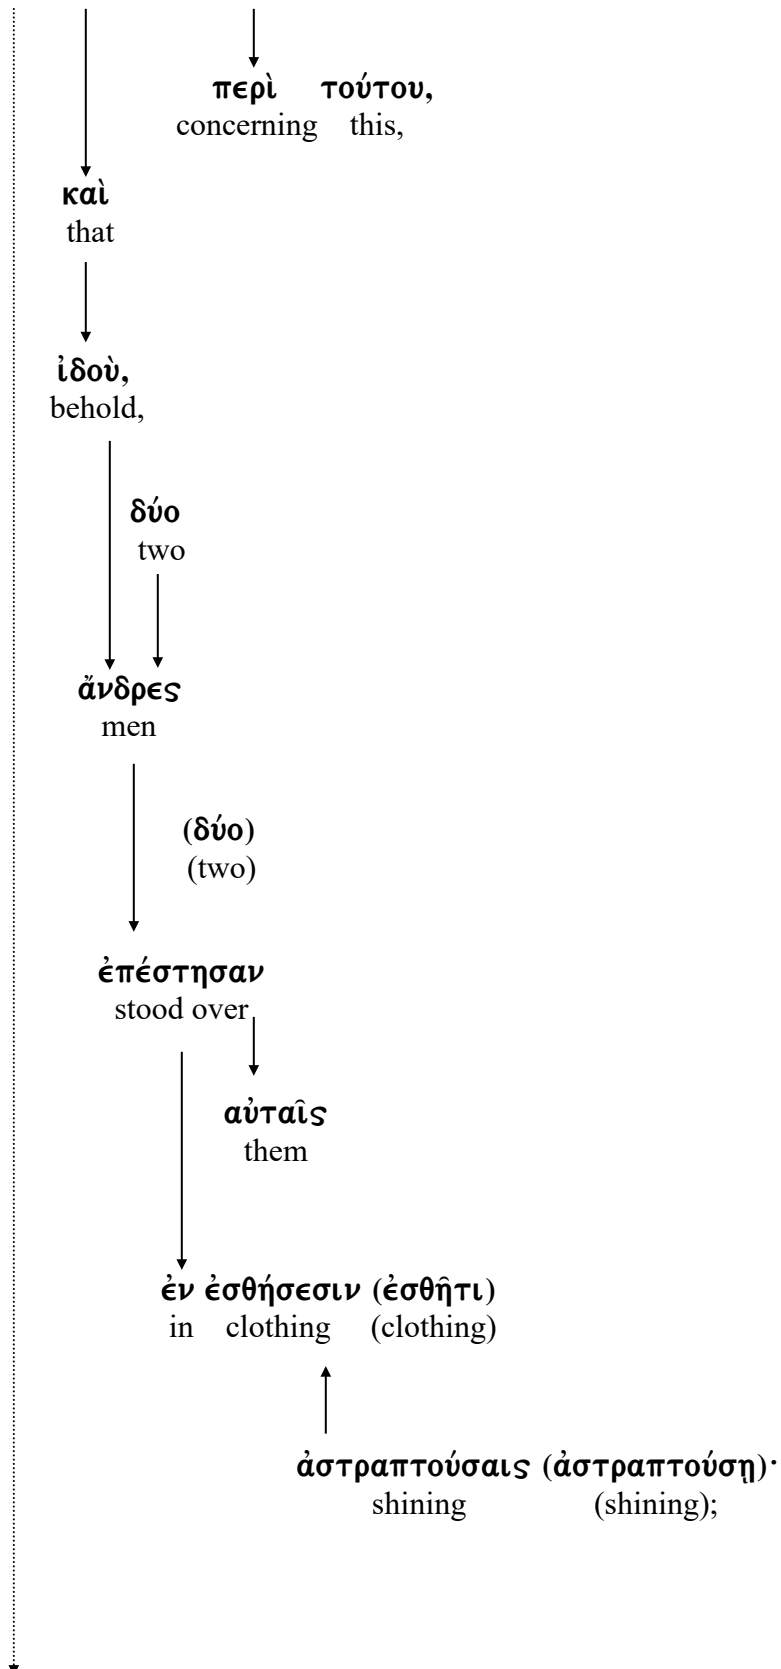 περὶ τούτου,
concerning this,
καὶ
that
ἰδοὺ,
behold,
δύο
two
ἄνδρες
men
(δύο)
(two)
ἐπέστησαν
stood over
αὐταῖς
them
ἐν ἐσθήσεσιν (ἐσθῆτι)
in clothing (clothing)
ἀστραπτούσαις (ἀστραπτούσῃ)·
shining (shining);